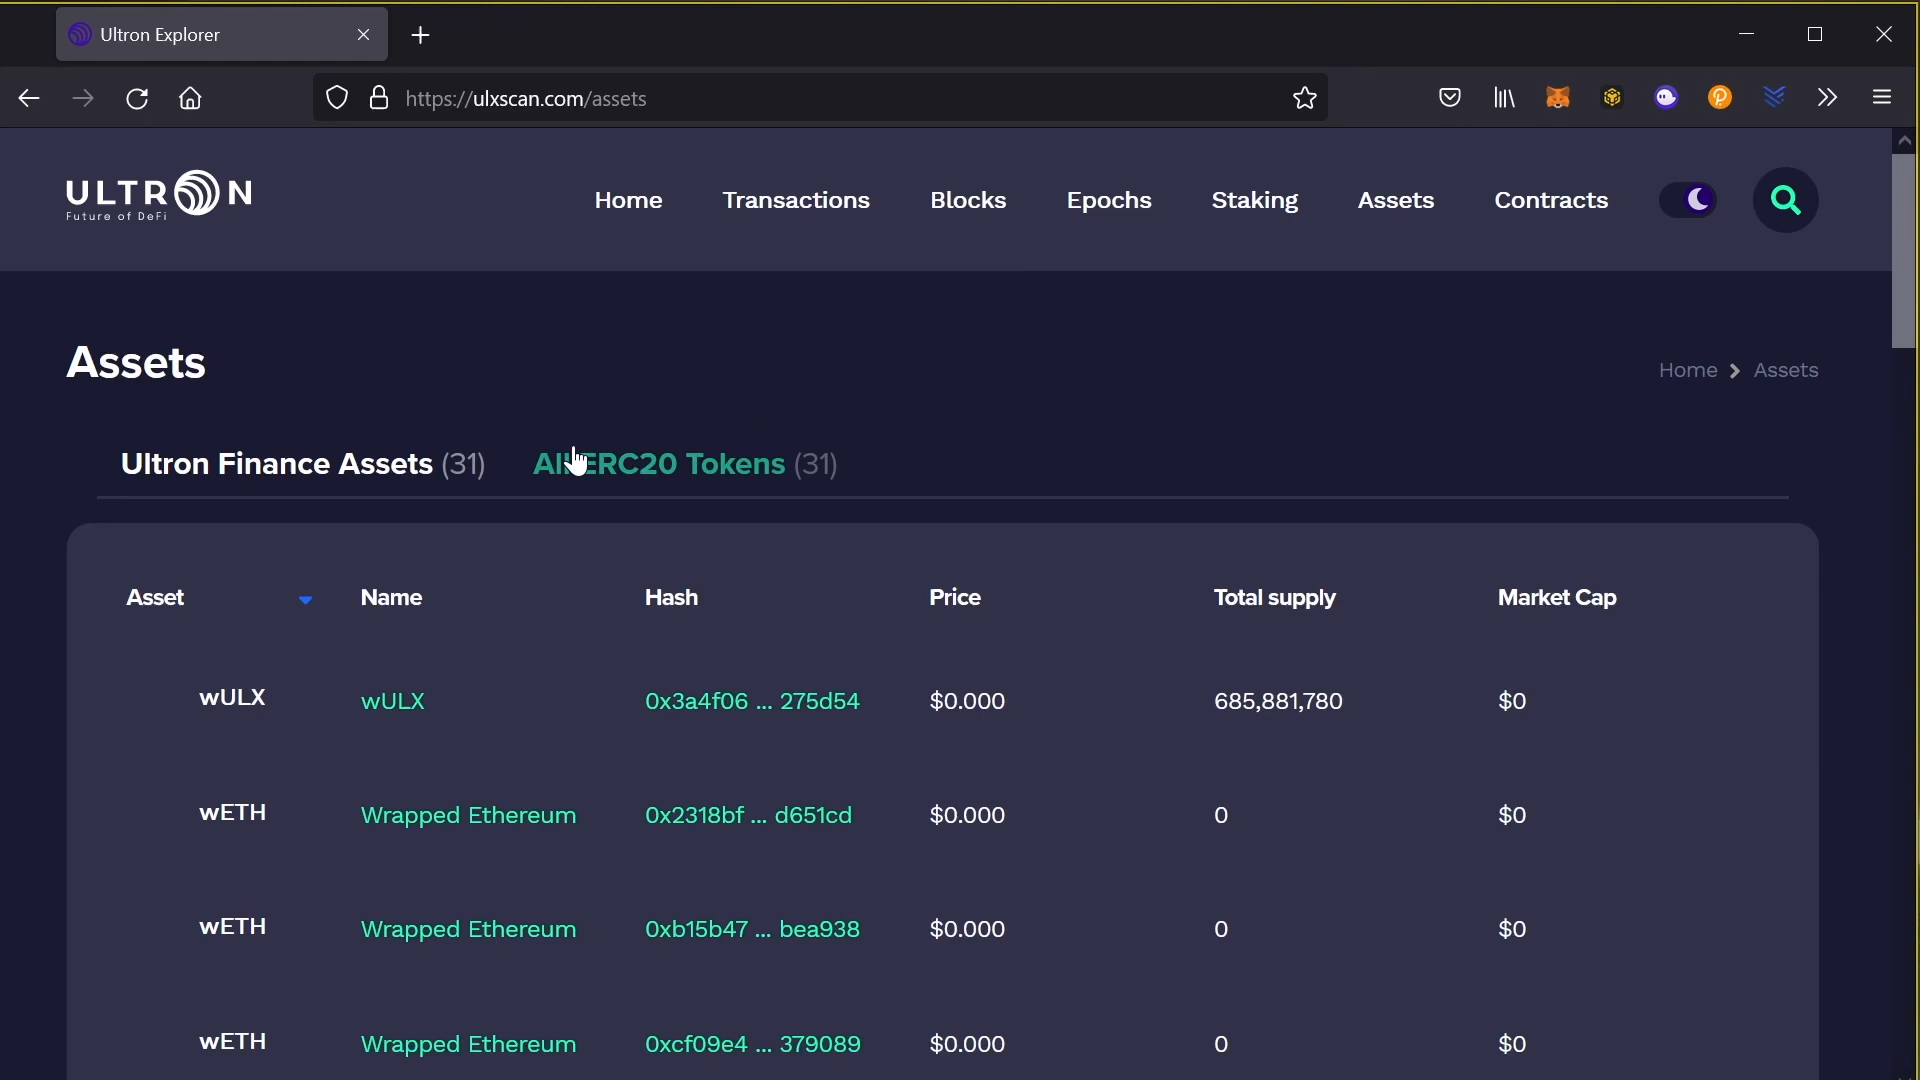 Ultron Explorer
https://ulxscan.com/assets
ULTRON
Future of DeFi
Home Transactions Blocks Epochs Staking Assets Contracts
Assets
Home > Assets
Ultron Finance Assets (31) All ERC20 Tokens (31)
Asset Name Hash Price Total supply Market Cap
wULX wULX 0x3a4f06 ... 275d54 $0.000 685,881,780 $0
wETH Wrapped Ethereum 0x2318bf ... d651cd $0.000 0 $0
wETH Wrapped Ethereum 0xb15b47 ... bea938 $0.000 0 $0
wETH Wrapped Ethereum 0xcf09e4 ... 379089 $0.000 0 $0